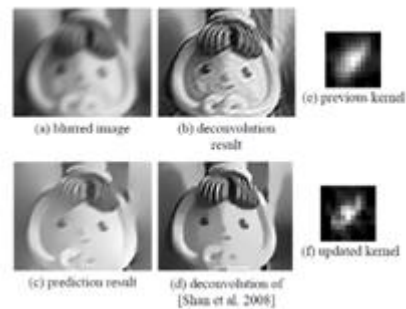 (a) blurred image
(b) deconvolution
result
(e) previous kernel
(c) prediction result
(d) deconvolution of
[Shan et al. 2008]
(f) updated kernel